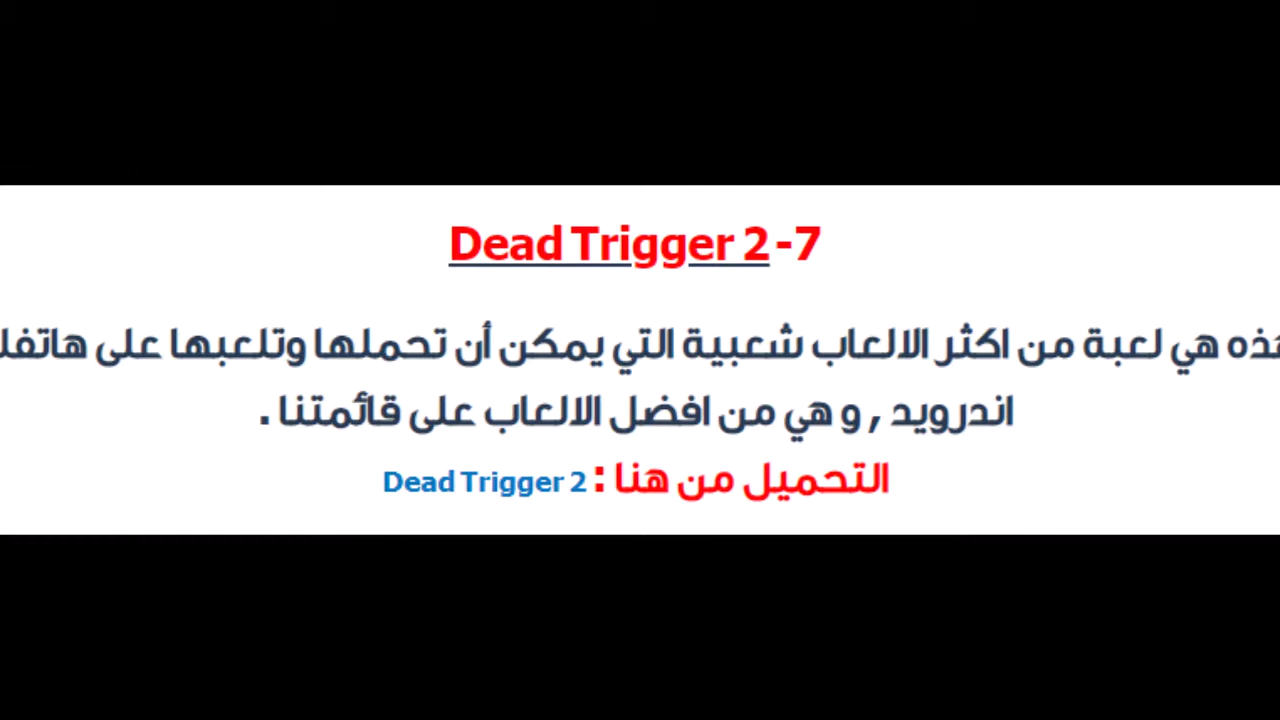 7- Dead Trigger 2
هذه هي لعبة من اكثر الالعاب شعبية التي يمكن أن تحملها وتلعبها على هاتفك
اندرويد , و هي من افضل الالعاب على قائمتنا .
التحميل من هنا : Dead Trigger 2